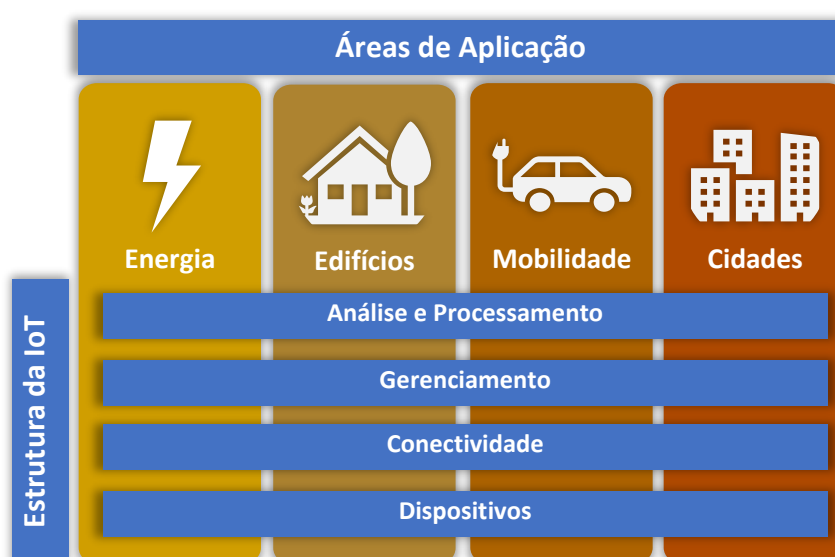 Áreas de Aplicação
Energia
Edifícios
Mobilidade
Cidades
Estrutura da IoT
Análise e Processamento
Gerenciamento
Conectividade
Dispositivos